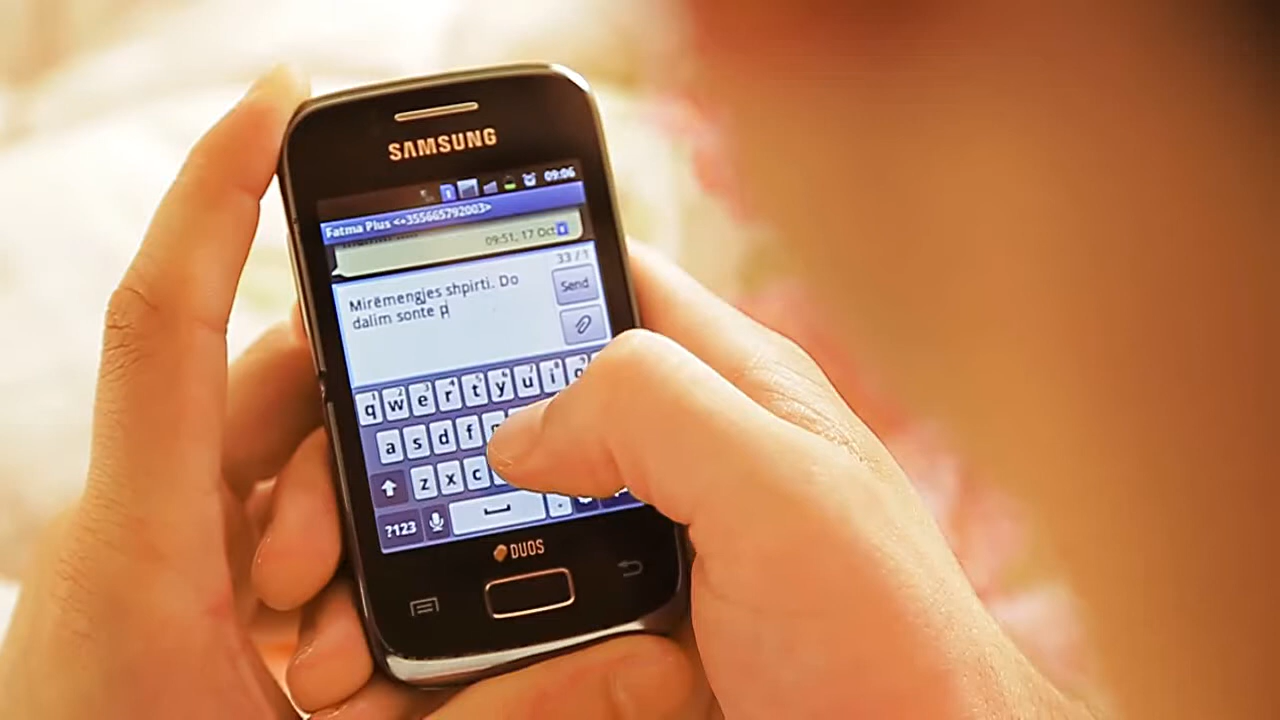 SAMSUNG
09:06
Fatma Plus <+355665792003>
09:51, 17 Oct
33 / 1
Mirëmengjes shpirti. Do
dalim sonte p
Send
q w e r t y u i
a s d f
z x c
?123
DUOS